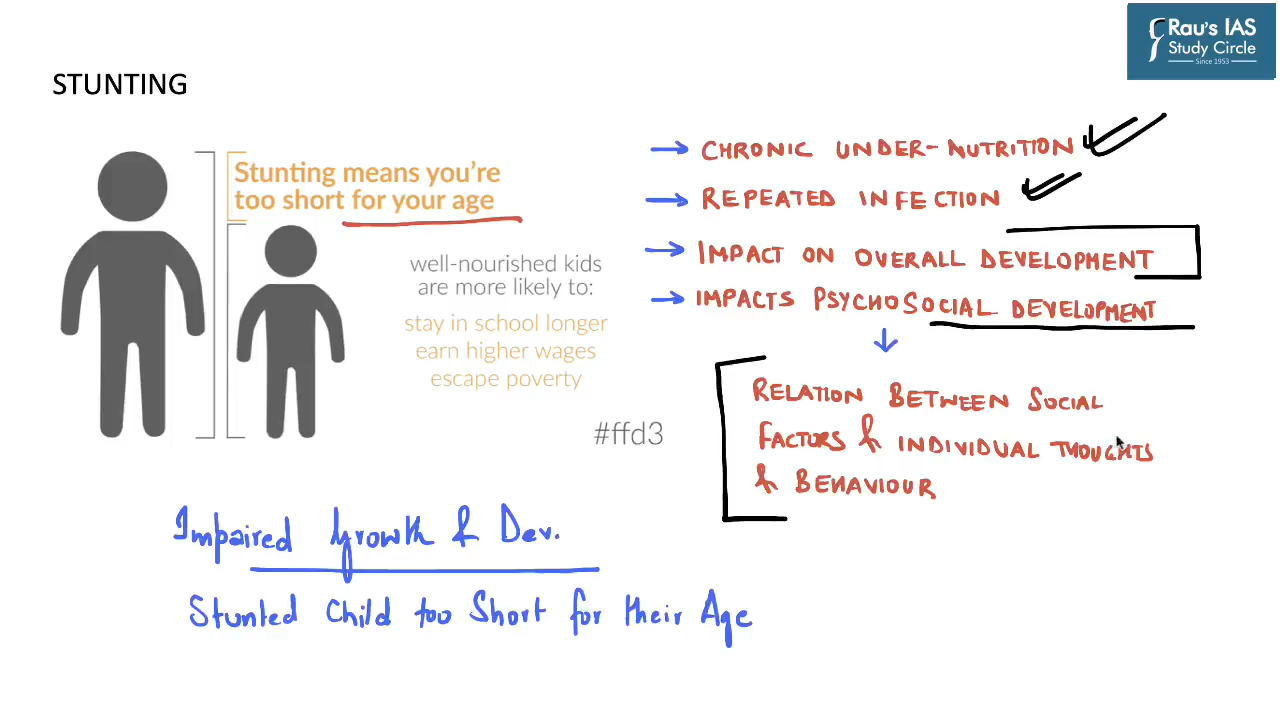 Rau's IAS
Study Circle
Since 1953
STUNTING
Stunting means you're
too short for your age
well-nourished kids
are more likely to:
stay in school longer
earn higher wages
escape poverty
#ffd3
→ CHRONIC UNDER-NUTRITION
→ REPEATED INFECTION
→ IMPACT ON OVERALL DEVELOPMENT
→ IMPACTS PSYCHOSOCIAL DEVELOPMENT
↓
RELATION BETWEEN SOCIAL
FACTORS & INDIVIDUAL THOUGHTS
& BEHAVIOUR
Impaired Growth & Dev.
Stunted Child too Short for their Age